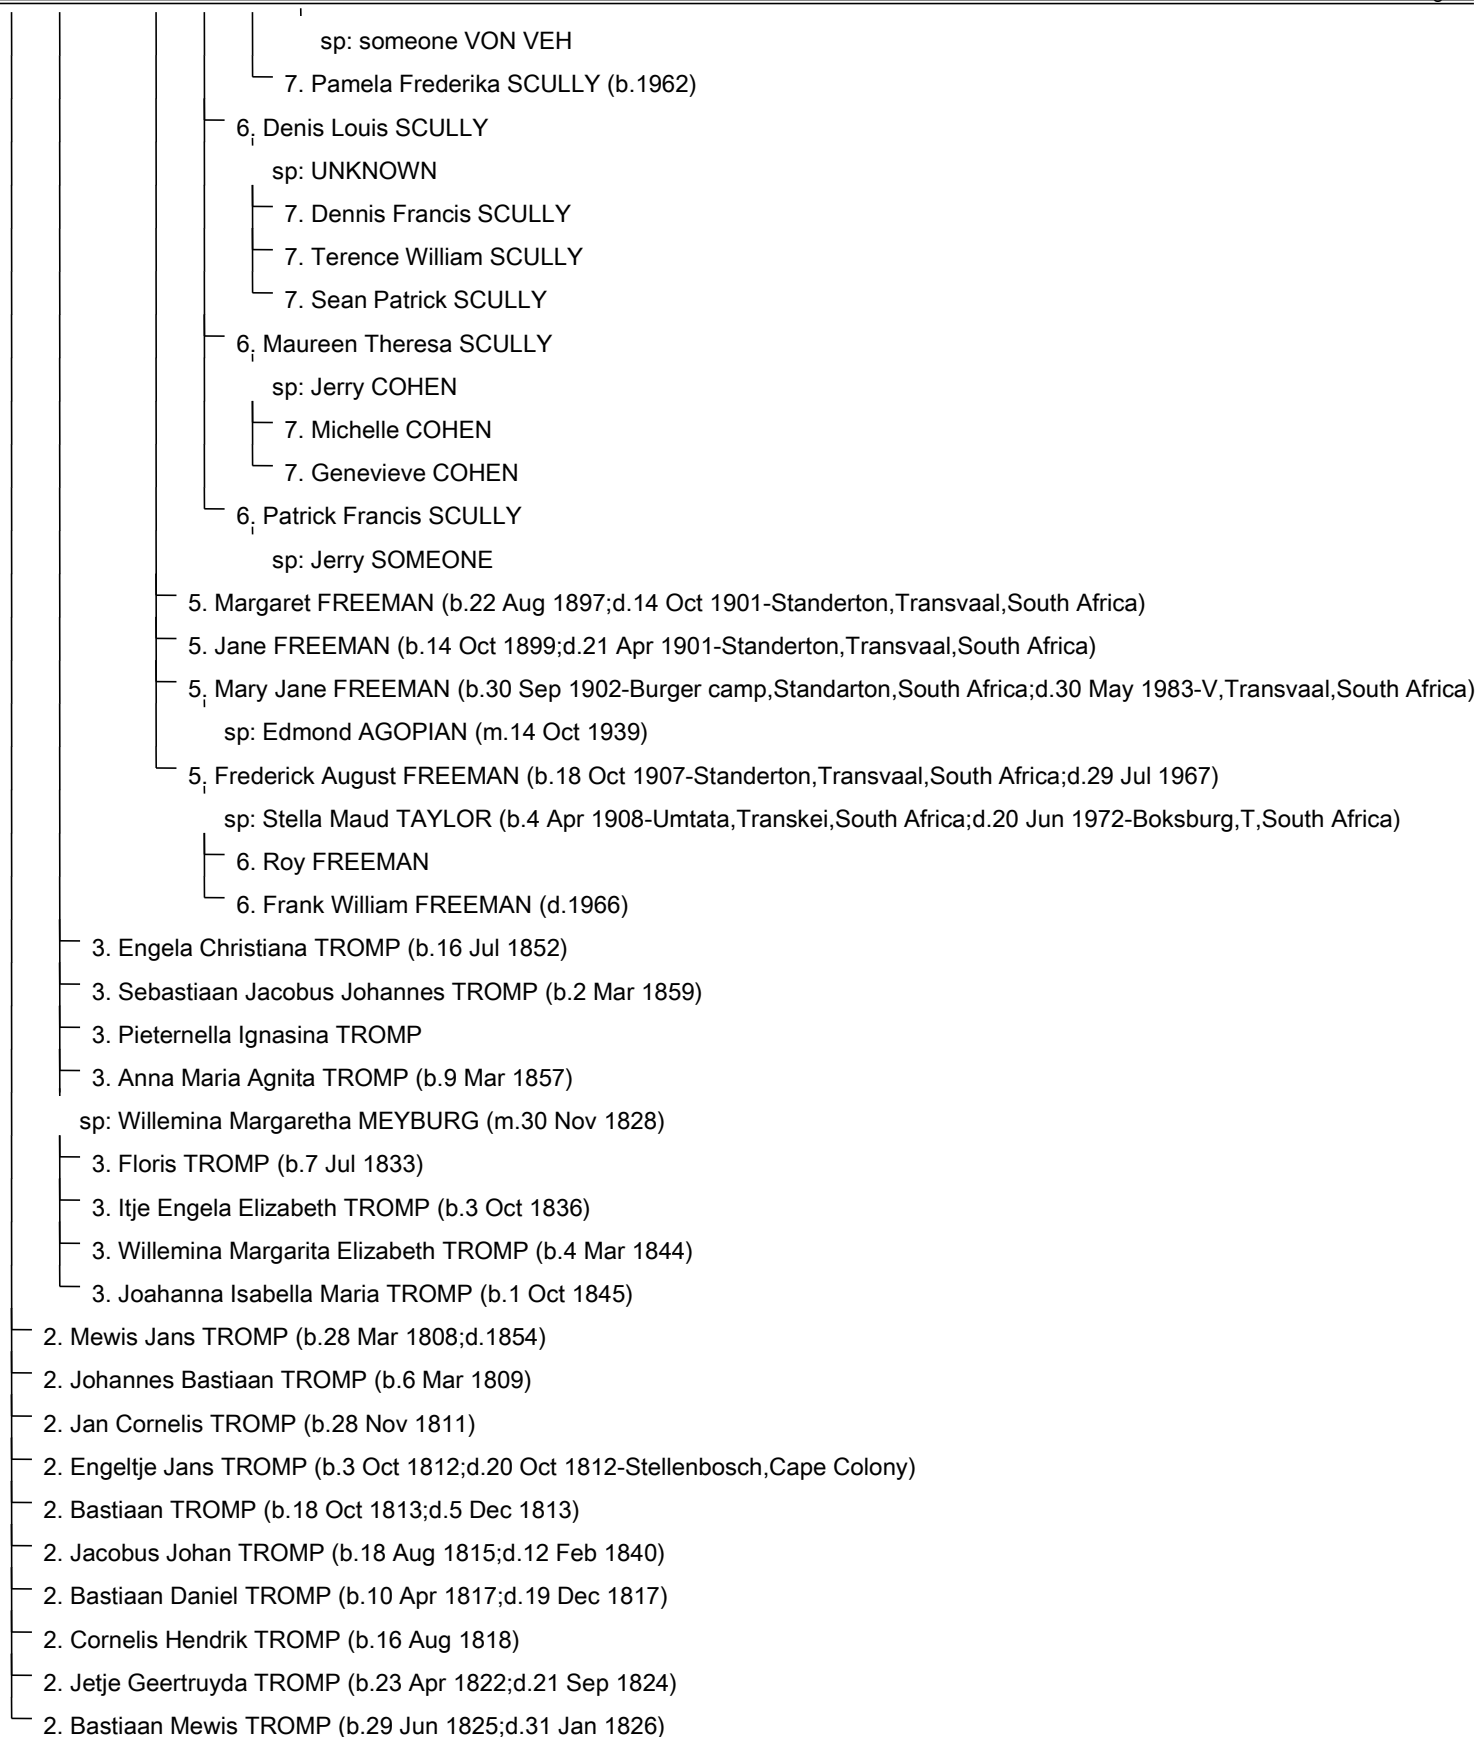 sp: someone VON VEH
7. Pamela Frederika SCULLY (b.1962)
6. Denis Louis SCULLY
sp: UNKNOWN
7. Dennis Francis SCULLY
7. Terence William SCULLY
7. Sean Patrick SCULLY
6. Maureen Theresa SCULLY
sp: Jerry COHEN
7. Michelle COHEN
7. Genevieve COHEN
6. Patrick Francis SCULLY
sp: Jerry SOMEONE
5. Margaret FREEMAN (b.22 Aug 1897;d.14 Oct 1901-Standerton,Transvaal,South Africa)
5. Jane FREEMAN (b.14 Oct 1899;d.21 Apr 1901-Standerton,Transvaal,South Africa)
5. Mary Jane FREEMAN (b.30 Sep 1902-Burger camp,Standarton,South Africa;d.30 May 1983-V,Transvaal,South Africa)
sp: Edmond AGOPIAN (m.14 Oct 1939)
5. Frederick August FREEMAN (b.18 Oct 1907-Standerton,Transvaal,South Africa;d.29 Jul 1967)
sp: Stella Maud TAYLOR (b.4 Apr 1908-Umtata,Transkei,South Africa;d.20 Jun 1972-Boksburg,T,South Africa)
6. Roy FREEMAN
6. Frank William FREEMAN (d.1966)
3. Engela Christiana TROMP (b.16 Jul 1852)
3. Sebastiaan Jacobus Johannes TROMP (b.2 Mar 1859)
3. Pieternella Ignasina TROMP
3. Anna Maria Agnita TROMP (b.9 Mar 1857)
sp: Willemina Margaretha MEYBURG (m.30 Nov 1828)
3. Floris TROMP (b.7 Jul 1833)
3. Itje Engela Elizabeth TROMP (b.3 Oct 1836)
3. Willemina Margarita Elizabeth TROMP (b.4 Mar 1844)
3. Joahanna Isabella Maria TROMP (b.1 Oct 1845)
2. Mewis Jans TROMP (b.28 Mar 1808;d.1854)
2. Johannes Bastiaan TROMP (b.6 Mar 1809)
2. Jan Cornelis TROMP (b.28 Nov 1811)
2. Engeltje Jans TROMP (b.3 Oct 1812;d.20 Oct 1812-Stellenbosch,Cape Colony)
2. Bastiaan TROMP (b.18 Oct 1813;d.5 Dec 1813)
2. Jacobus Johan TROMP (b.18 Aug 1815;d.12 Feb 1840)
2. Bastiaan Daniel TROMP (b.10 Apr 1817;d.19 Dec 1817)
2. Cornelis Hendrik TROMP (b.16 Aug 1818)
2. Jetje Geertruyda TROMP (b.23 Apr 1822;d.21 Sep 1824)
2. Bastiaan Mewis TROMP (b.29 Jun 1825;d.31 Jan 1826)